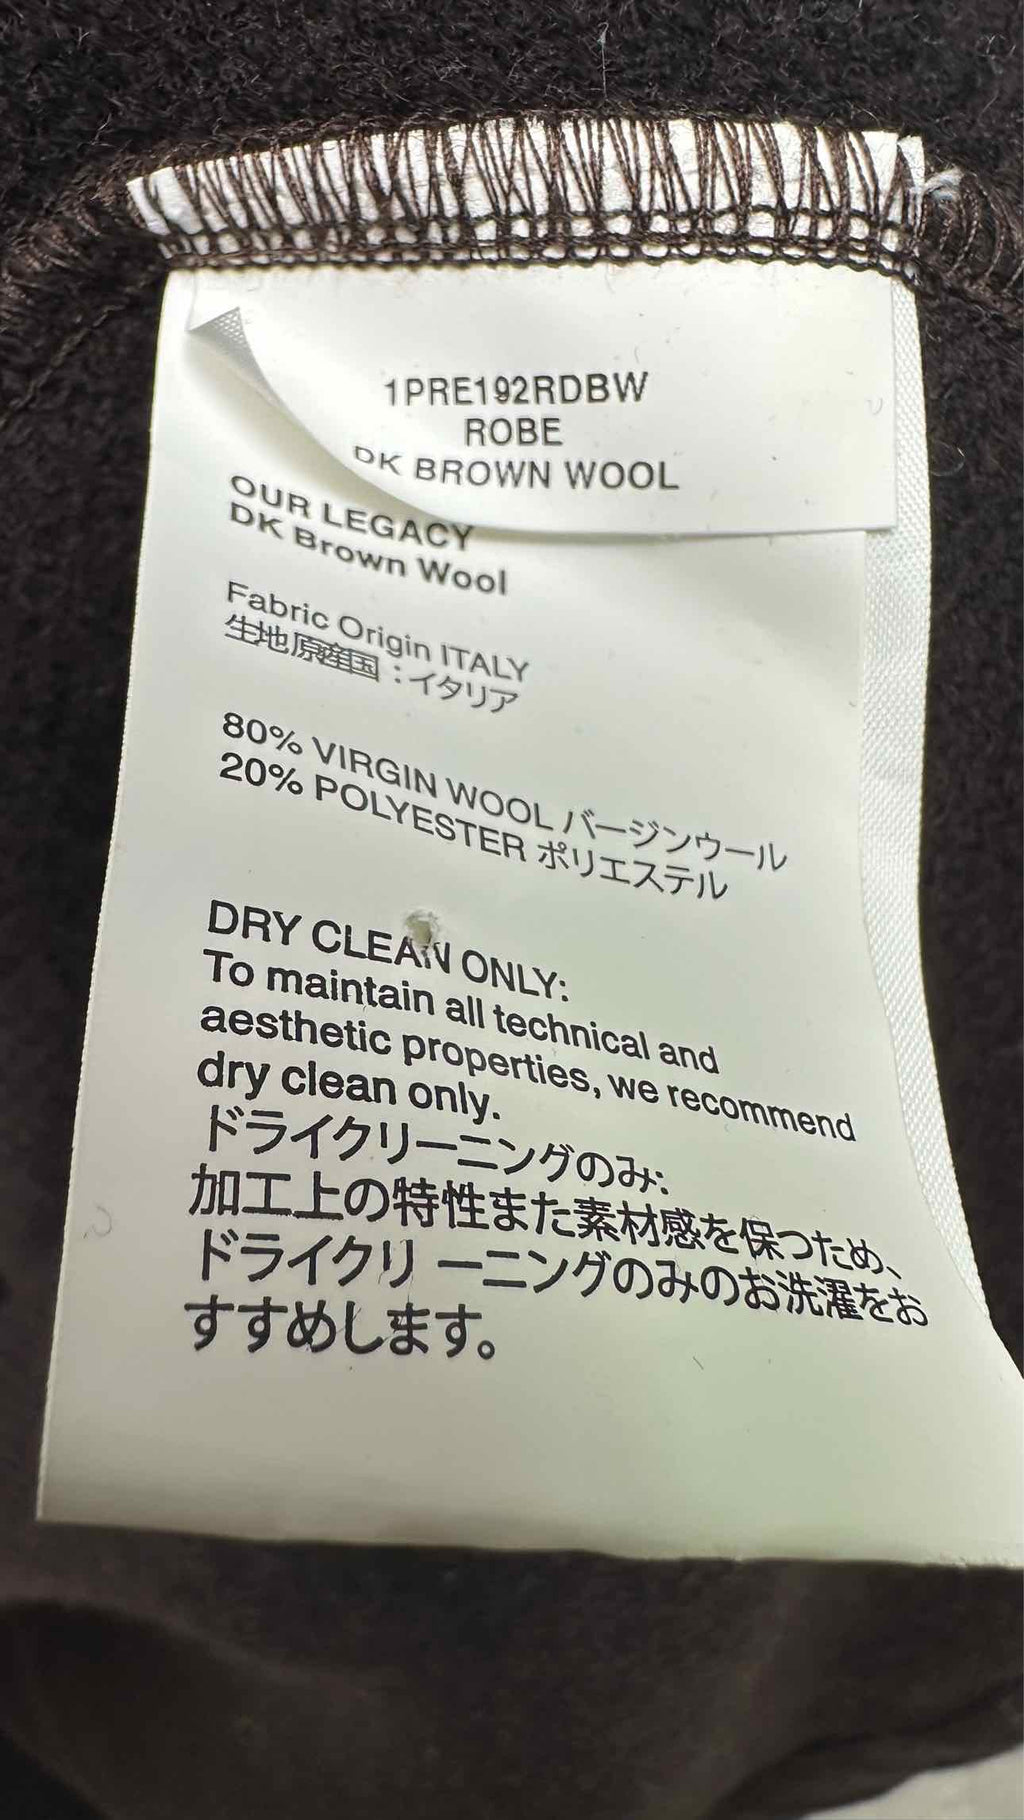 1PRE192RDBW
ROBE
DK BROWN WOOL
OUR LEGACY
DK Brown Wool
Fabric Origin ITALY
生地原産国：イタリア
80% VIRGIN WOOL バージンウール
20% POLYESTER ポリエステル
DRY CLEAN ONLY:
To maintain all technical and
aesthetic properties, we recommend
dry clean only.
ドライクリーニングのみ:
加工上の特性また素材感を保つため、
ドライクリ ーニングのみのお洗濯をお
すすめします。